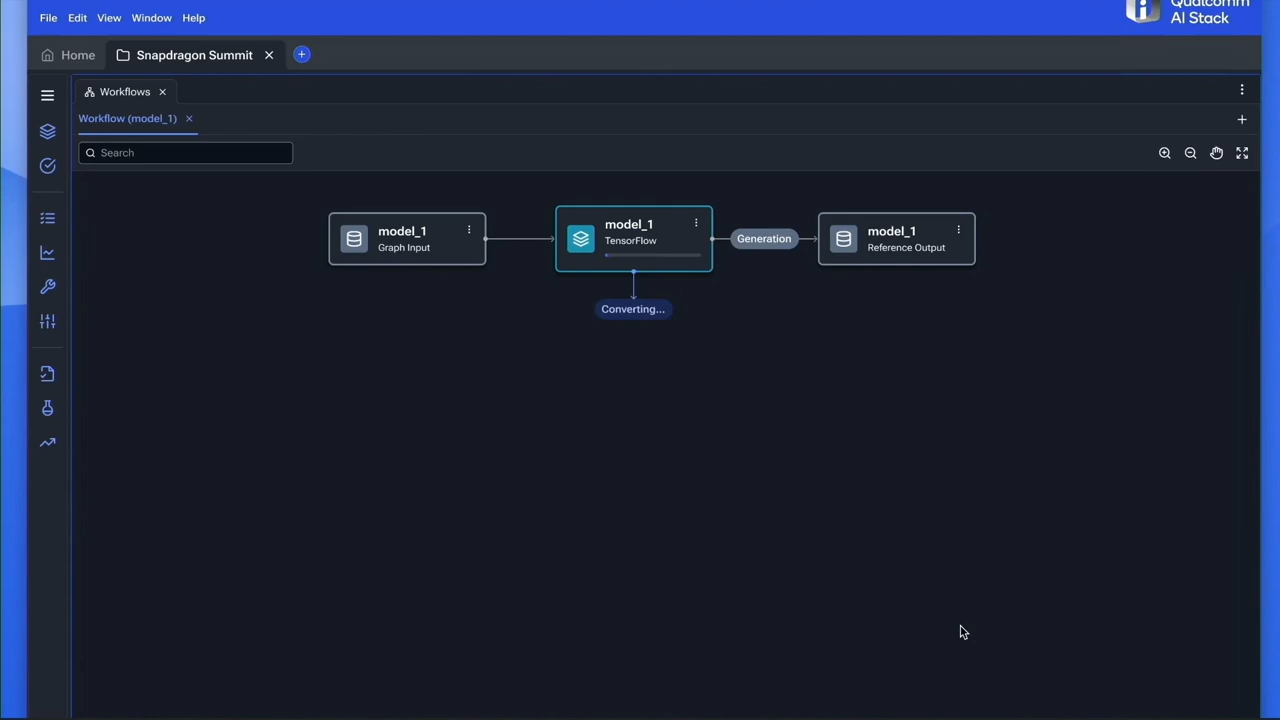 File Edit View Window Help
Qualcomm
AI Stack
Home
Snapdragon Summit
Workflows
Workflow (model_1)
Search
model_1
Graph Input
model_1
TensorFlow
Generation
model_1
Reference Output
Converting...